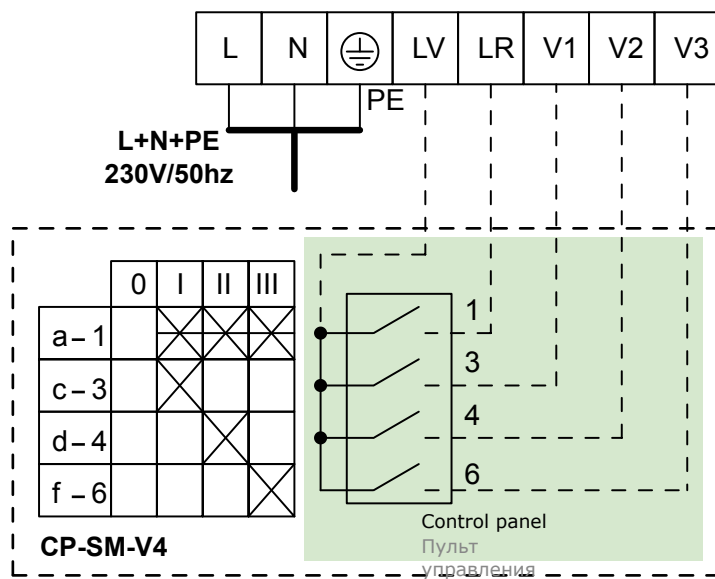 L N LV LR V1 V2 V3
PE
L+N+PE
230V/50hz
0 I II III
a – 1
c – 3
d – 4
f – 6
1
3
4
6
CP-SM-V4
Control panel
Пульт
управления